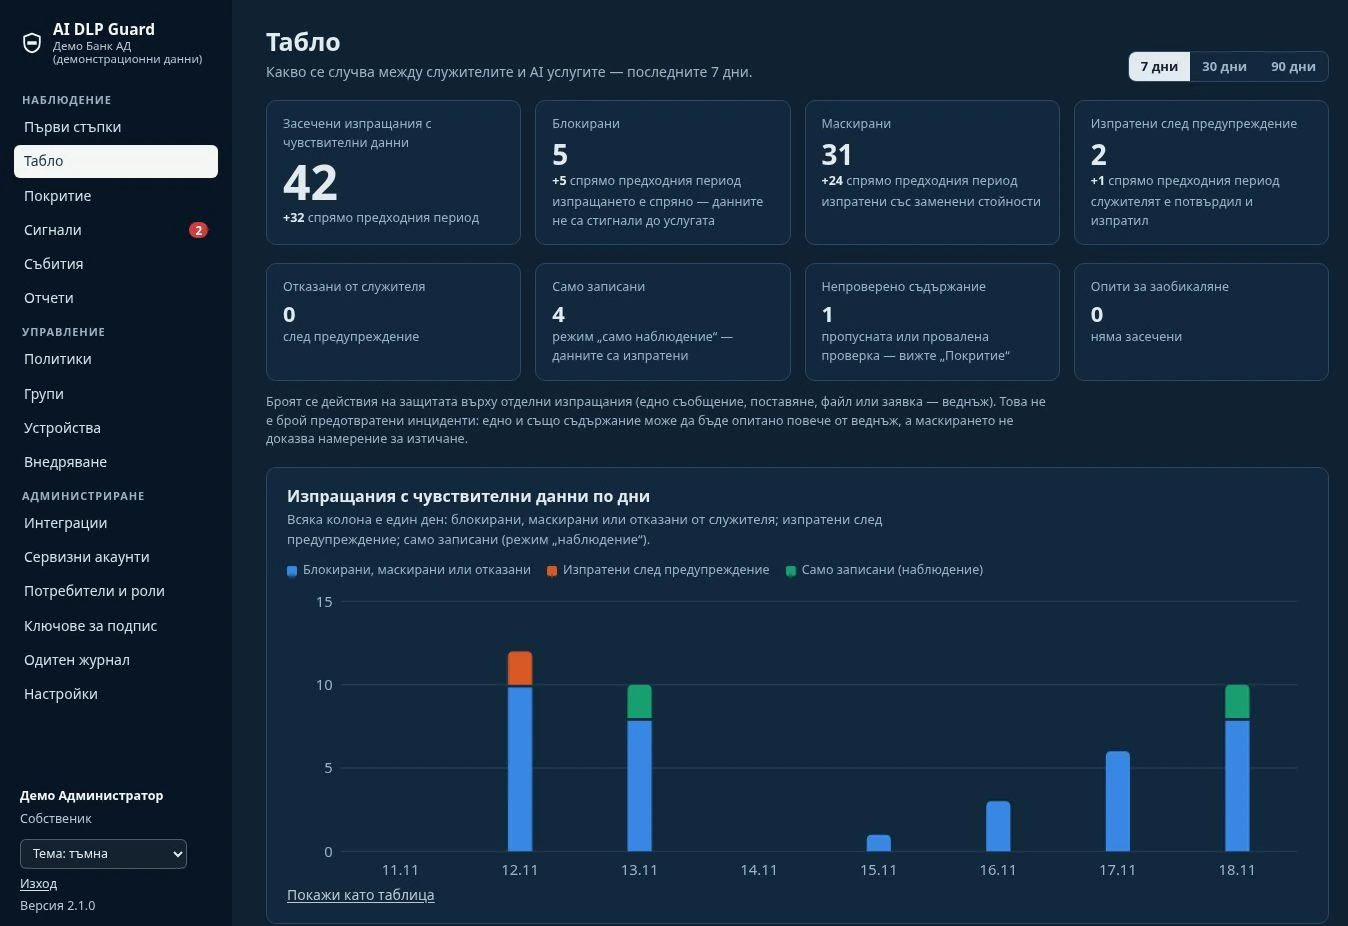 AI DLP Guard
Демо Банк АД
(демонстрационни данни)
НАБЛЮДЕНИЕ
Първи стъпки
Табло
Покритие
Сигнали
2
Събития
Отчети
УПРАВЛЕНИЕ
Политики
Групи
Устройства
Внедряване
АДМИНИСТРИРАНЕ
Интеграции
Сервизни акаунти
Потребители и роли
Ключове за подпис
Одитен журнал
Настройки
Демо Администратор
Собственик
Тема: тъмна
Изход
Версия 2.1.0
Табло
Какво се случва между служителите и AI услугите — последните 7 дни.
7 дни
30 дни
90 дни
Засечени изпращания с
чувствителни данни
42
+32 спрямо предходния период
Блокирани
5
+5 спрямо предходния период
изпращането е спряно — данните
не са стигнали до услугата
Маскирани
31
+24 спрямо предходния период
изпратени със заменени стойности
Изпратени след предупреждение
2
+1 спрямо предходния период
служителят е потвърдил и
изпратил
Отказани от служителя
0
след предупреждение
Само записани
4
режим „само наблюдение“ —
данните са изпратени
Непроверено съдържание
1
пропусната или провалена
проверка — вижте „Покритие“
Опити за заобикаляне
0
няма засечени
Броят се действия на защитата върху отделни изпращания (едно съобщение, поставяне, файл или заявка — веднъж). Това не
е брой предотвратени инциденти: едно и също съдържание може да бъде опитано повече от веднъж, а маскирането не
доказва намерение за изтичане.
Изпращания с чувствителни данни по дни
Всяка колона е един ден: блокирани, маскирани или отказани от служителя; изпратени след
предупреждение; само записани (режим „наблюдение“).
Блокирани, маскирани или отказани
Изпратени след предупреждение
Само записани (наблюдение)
15
10
5
0
11.11
12.11
13.11
14.11
15.11
16.11
17.11
18.11
Покажи като таблица